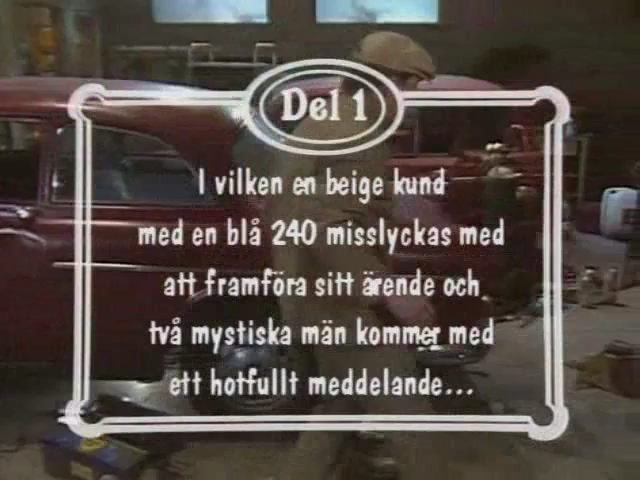 Del 1
I vilken en beige kund
med en blå 240 misslyckas med
att framföra sitt ärende och
två mystiska män kommer med
ett hotfullt meddelande...